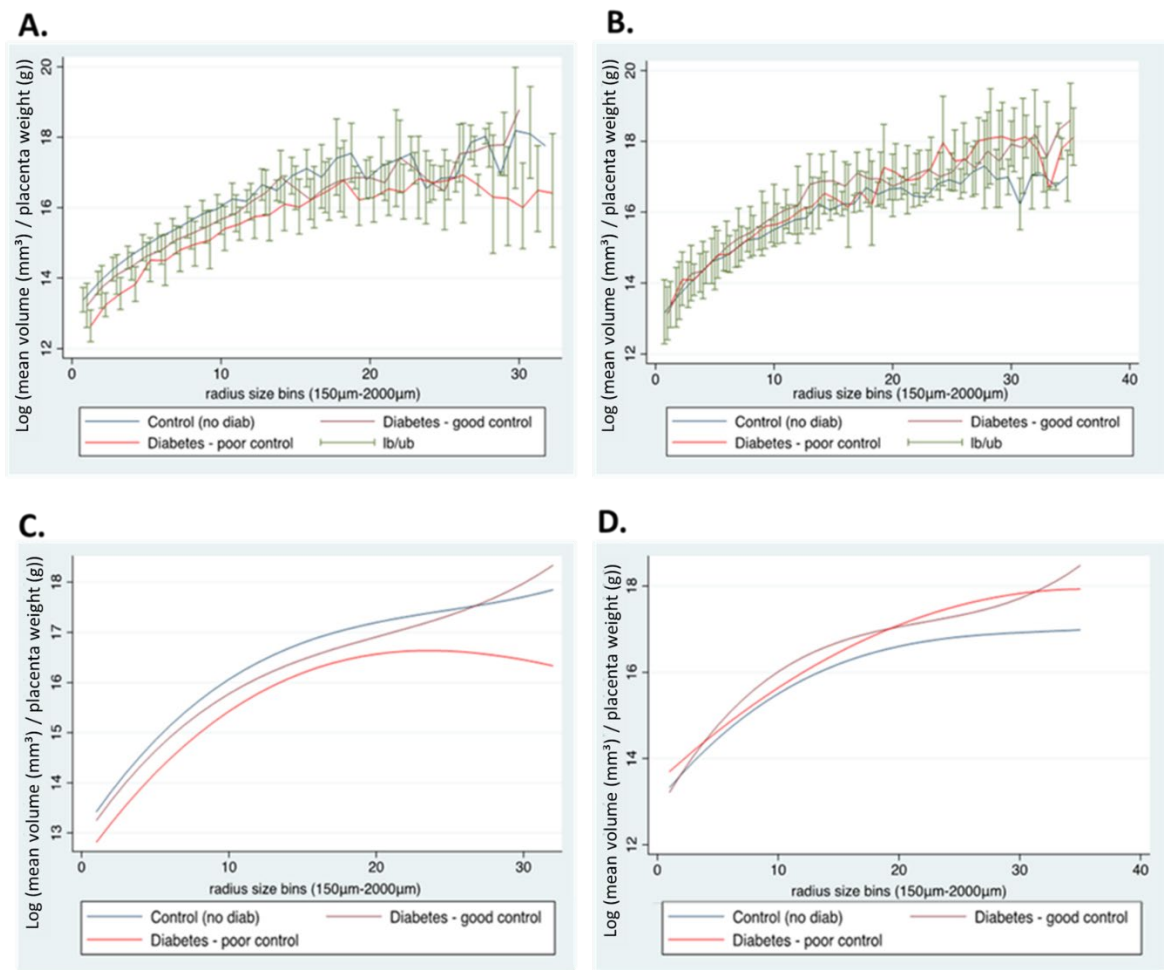 A.
Log (mean volume (mm³) / placenta weight (g))
20
18
16
14
12
0 10 20 30
radius size bins (150µm-2000µm)
Control (no diab) Diabetes - good control
Diabetes - poor control lb/ub
B.
Log (mean volume (mm³) / placenta weight (g))
20
18
16
14
12
0 10 20 30 40
radius size bins (150µm-2000µm)
Control (no diab) Diabetes - good control
Diabetes - poor control lb/ub
C.
Log (mean volume (mm³) / placenta weight (g))
18
17
16
15
14
13
0 10 20 30
radius size bins (150µm-2000µm)
Control (no diab) Diabetes - good control
Diabetes - poor control
D.
Log (mean volume (mm³) / placenta weight (g))
18
16
14
12
0 10 20 30 40
radius size bins (150µm-2000µm)
Control (no diab) Diabetes - good control
Diabetes - poor control